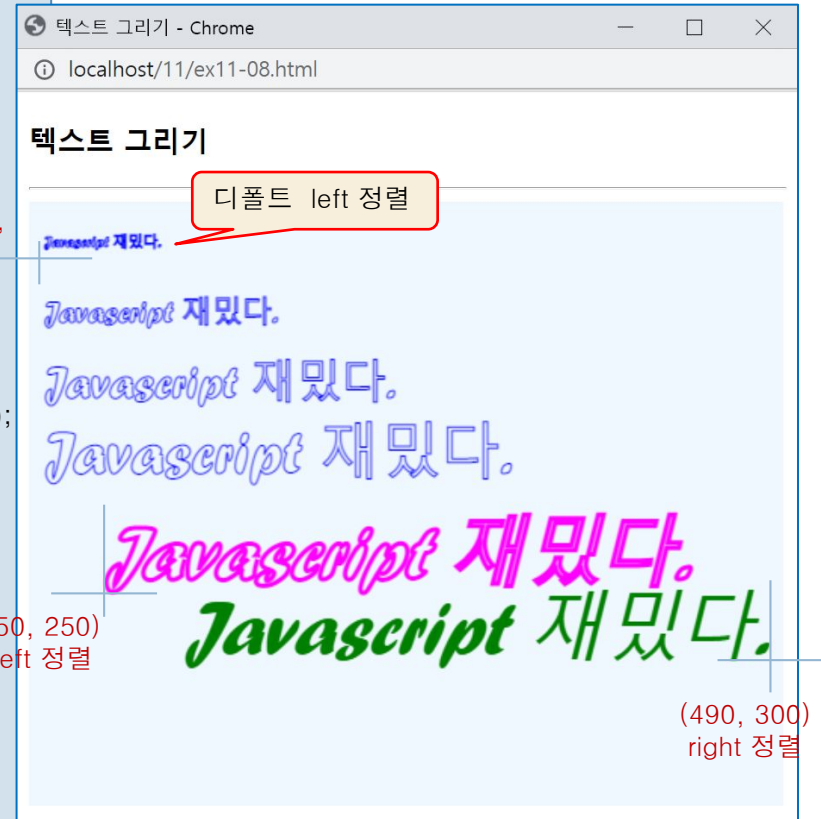 텍스트 그리기 - Chrome
localhost/11/ex11-08.html
텍스트 그리기
디폴트 left 정렬
Javascript 재밌다.
Javascript 재밌다.
Javascript 재밌다.
);
Javascript 재밌다.
Javascript 재밌다.
Javascript 재밌다.
50, 250)
left 정렬
(490, 300)
right 정렬